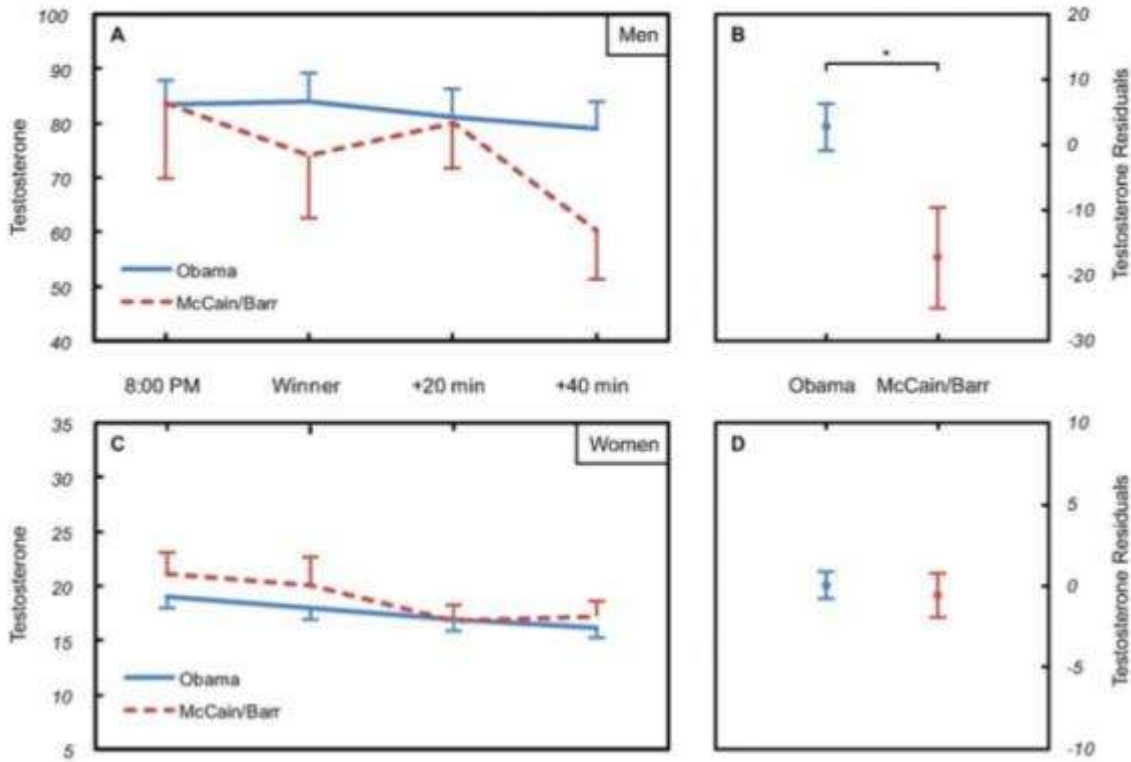 A
Men
Testosterone
100
90
80
70
60
50
40
Obama
McCain/Barr
B
*
20
10
0
-10
-20
-30
Testosterone Residuals
8:00 PM Winner +20 min +40 min
Obama McCain/Barr
C
Women
Testosterone
35
30
25
20
15
10
5
Obama
McCain/Barr
D
10
5
0
-5
-10
Testosterone Residuals